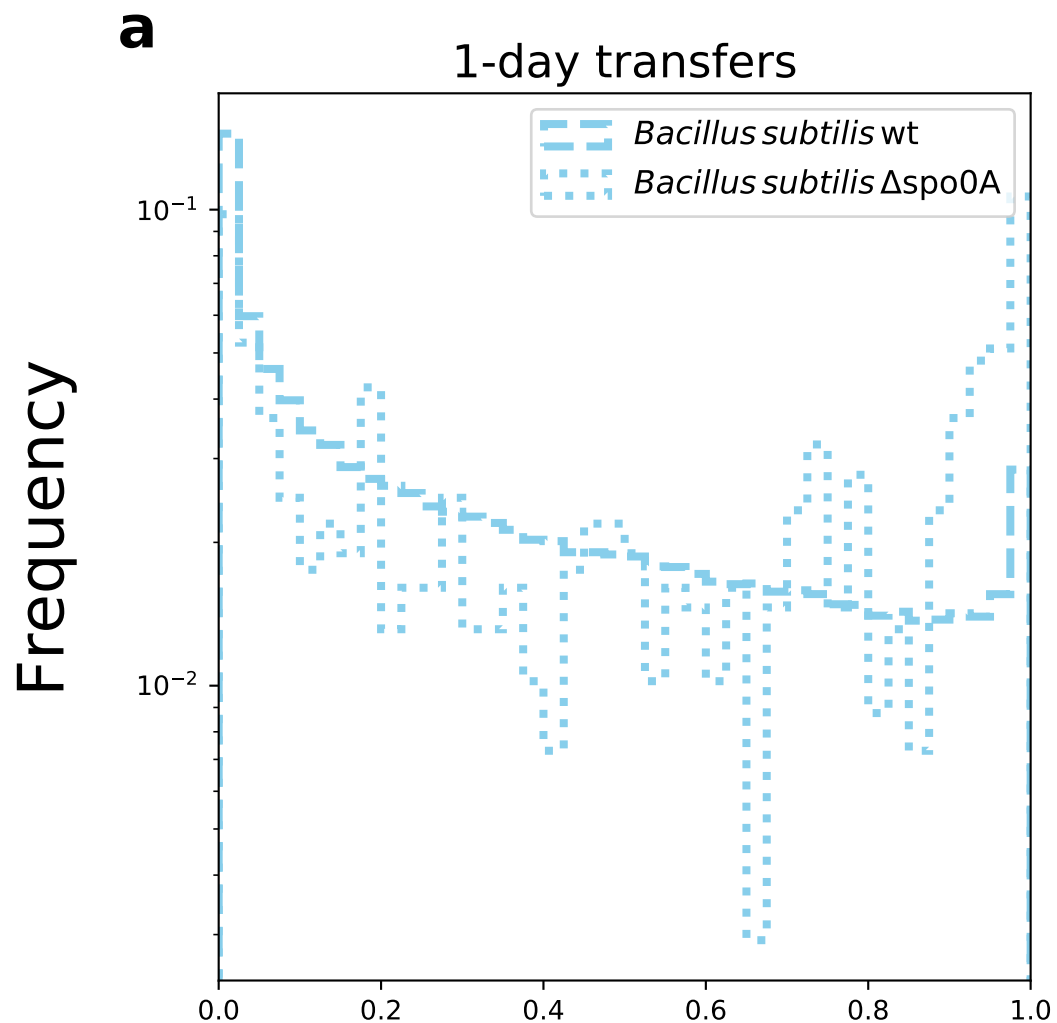 a
1-day transfers
Bacillus subtilis wt
Bacillus subtilis Δspo0A
Frequency
10⁻¹
10⁻²
0.0 0.2 0.4 0.6 0.8 1.0